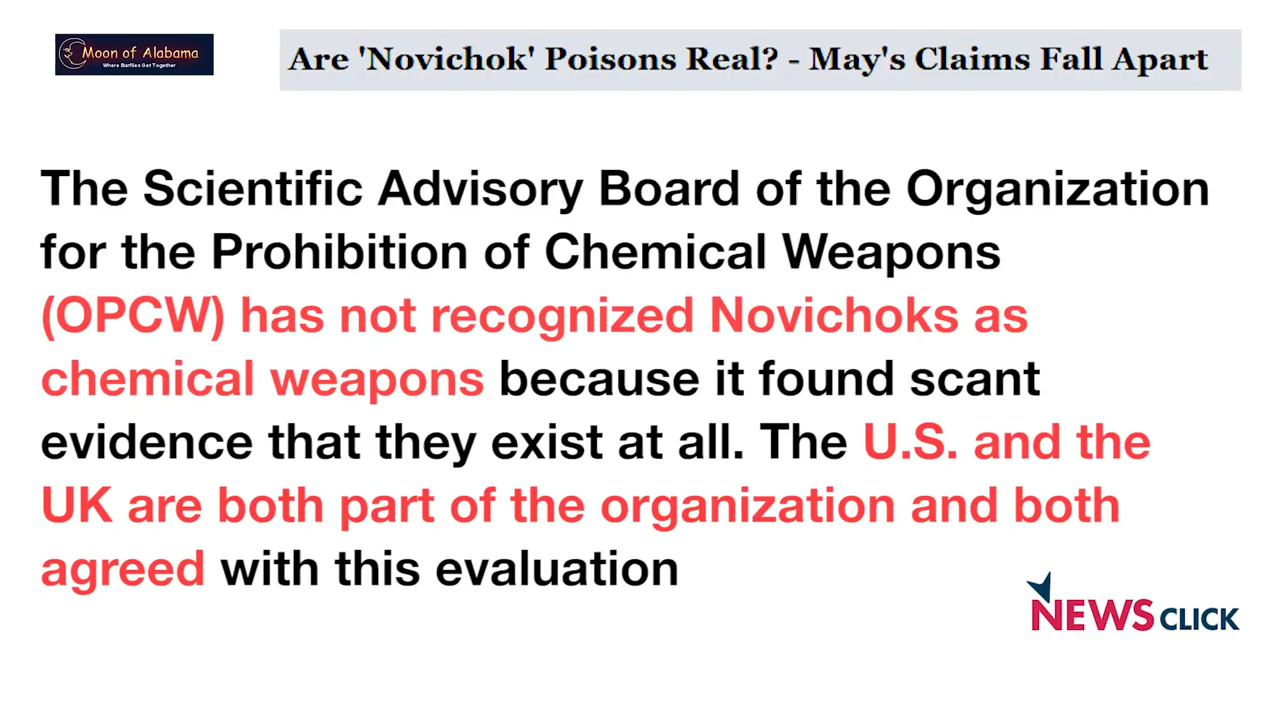 Moon of Alabama
Where Barflies Get Together
Are 'Novichok' Poisons Real? - May's Claims Fall Apart
The Scientific Advisory Board of the Organization
for the Prohibition of Chemical Weapons
(OPCW) has not recognized Novichoks as
chemical weapons because it found scant
evidence that they exist at all. The U.S. and the
UK are both part of the organization and both
agreed with this evaluation
NEWSCLICK